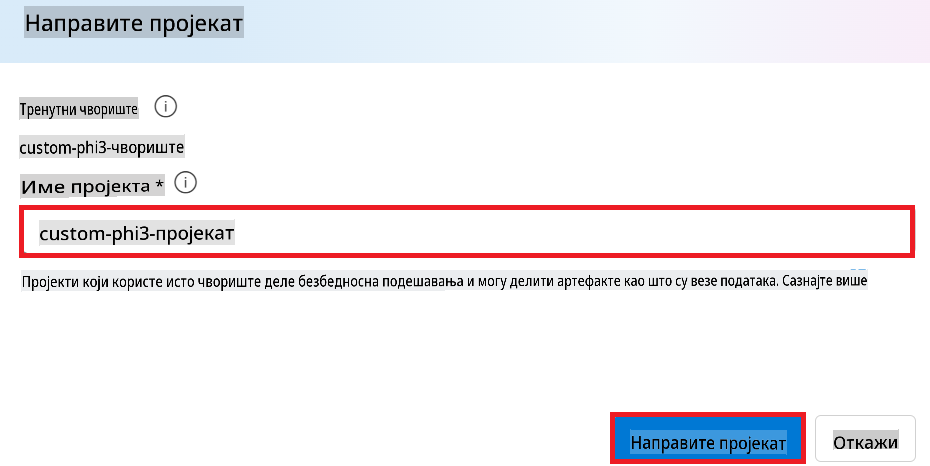 Направите пројекат
Тренутни чвориште
custom-phi3-чвориште
Име пројекта *
custom-phi3-пројекат
Пројекти који користе исто чвориште деле безбедносна подешавања и могу делити артефакте као што су везе података. Сазнајте више
Направите пројекат
Откажи